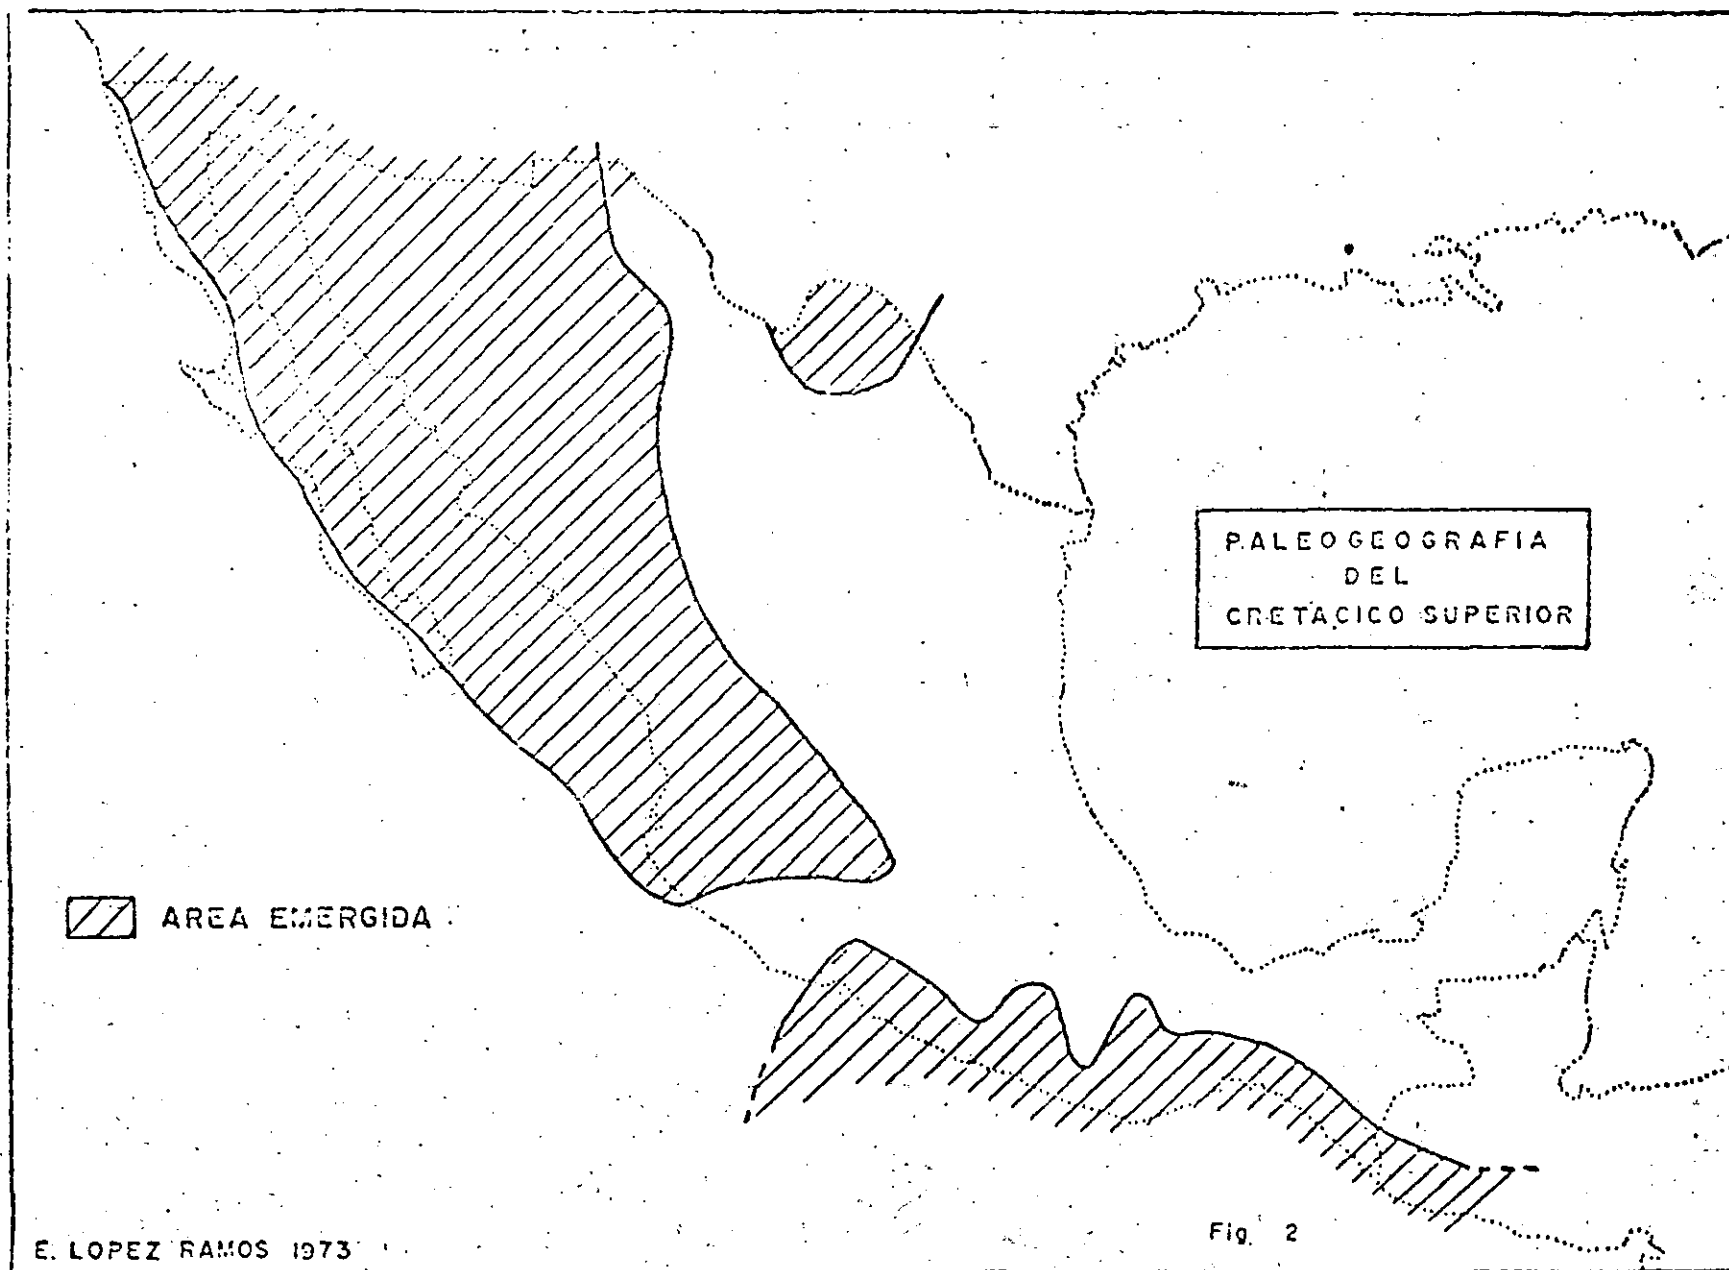 PALEOGEOGRAFIA
DEL
CRETACICO SUPERIOR
AREA EMERGIDA
Fig. 2
E. LOPEZ RAMOS 1973